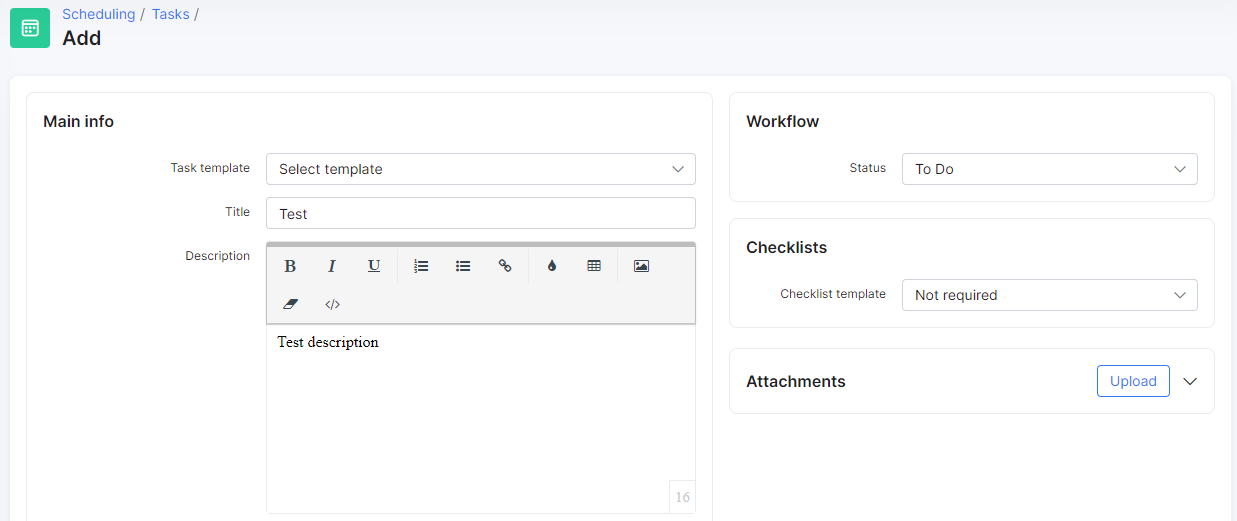 Scheduling / Tasks /
Add
Main info
Task template
Select template
Title
Test
Description
B I U
</>
Test description
16
Workflow
Status
To Do
Checklists
Checklist template
Not required
Attachments
Upload